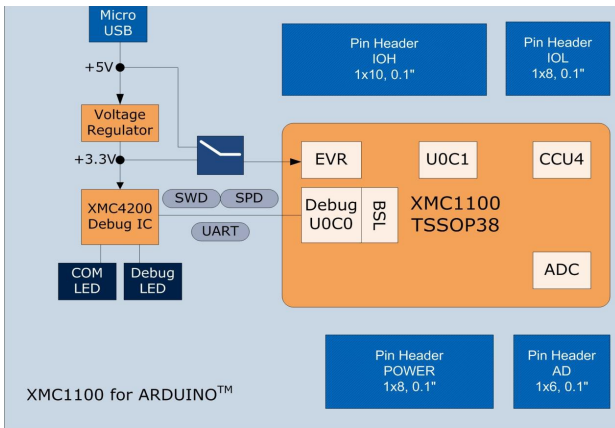 Micro
USB
+5V
Voltage
Regulator
+3.3V
XMC4200
Debug IC
COM
LED
Debug
LED
SWD
SPD
UART
Pin Header
IOH
1x10, 0.1"
Pin Header
IOL
1x8, 0.1"
EVR
U0C1
CCU4
Debug
U0C0
BSL
XMC1100
TSSOP38
ADC
Pin Header
POWER
1x8, 0.1"
Pin Header
AD
1x6, 0.1"
XMC1100 for ARDUINO™